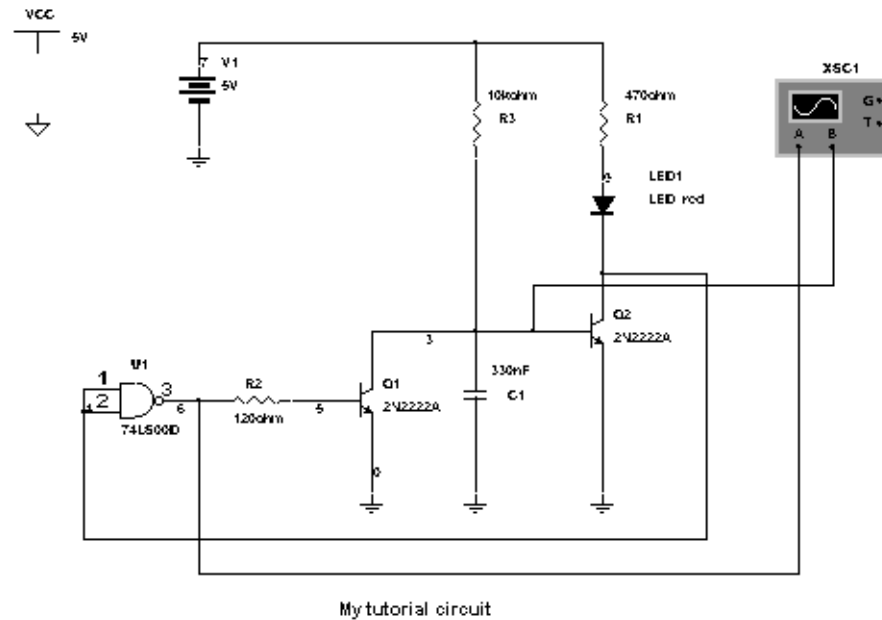 VCC
5V
7 V1
5V
10kohm
R3
470ohm
R1
XSC1
G
T
A B
LED1
LED red
Q2
2N2222A
3
U1
1
2
3
6
74LS00D
R2
120ohm
5
Q1
2N2222A
330nF
C1
0
My tutorial circuit